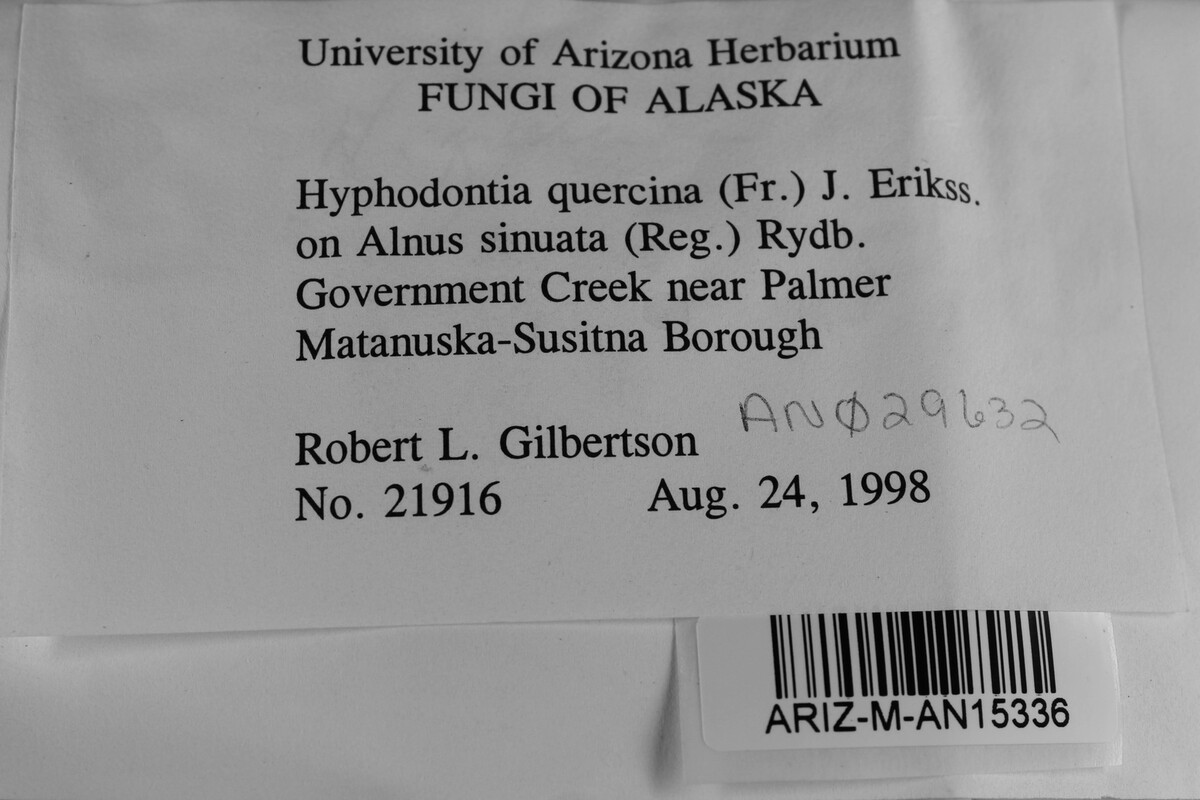 University of Arizona Herbarium
FUNGI OF ALASKA
Hyphodontia quercina (Fr.) J. Erikss.
on Alnus sinuata (Reg.) Rydb.
Government Creek near Palmer
Matanuska-Susitna Borough
ANØ29632
Robert L. Gilbertson
No. 21916 Aug. 24, 1998
ARIZ-M-AN15336